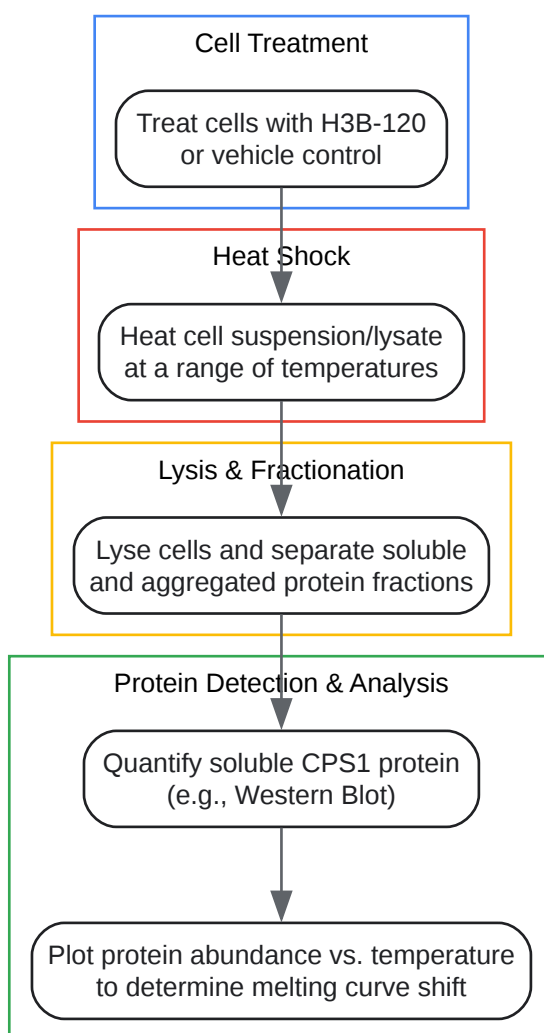 Cell Treatment
Treat cells with H3B-120
or vehicle control
Heat Shock
Heat cell suspension/lysate
at a range of temperatures
Lysis & Fractionation
Lyse cells and separate soluble
and aggregated protein fractions
Protein Detection & Analysis
Quantify soluble CPS1 protein
(e.g., Western Blot)
Plot protein abundance vs. temperature
to determine melting curve shift